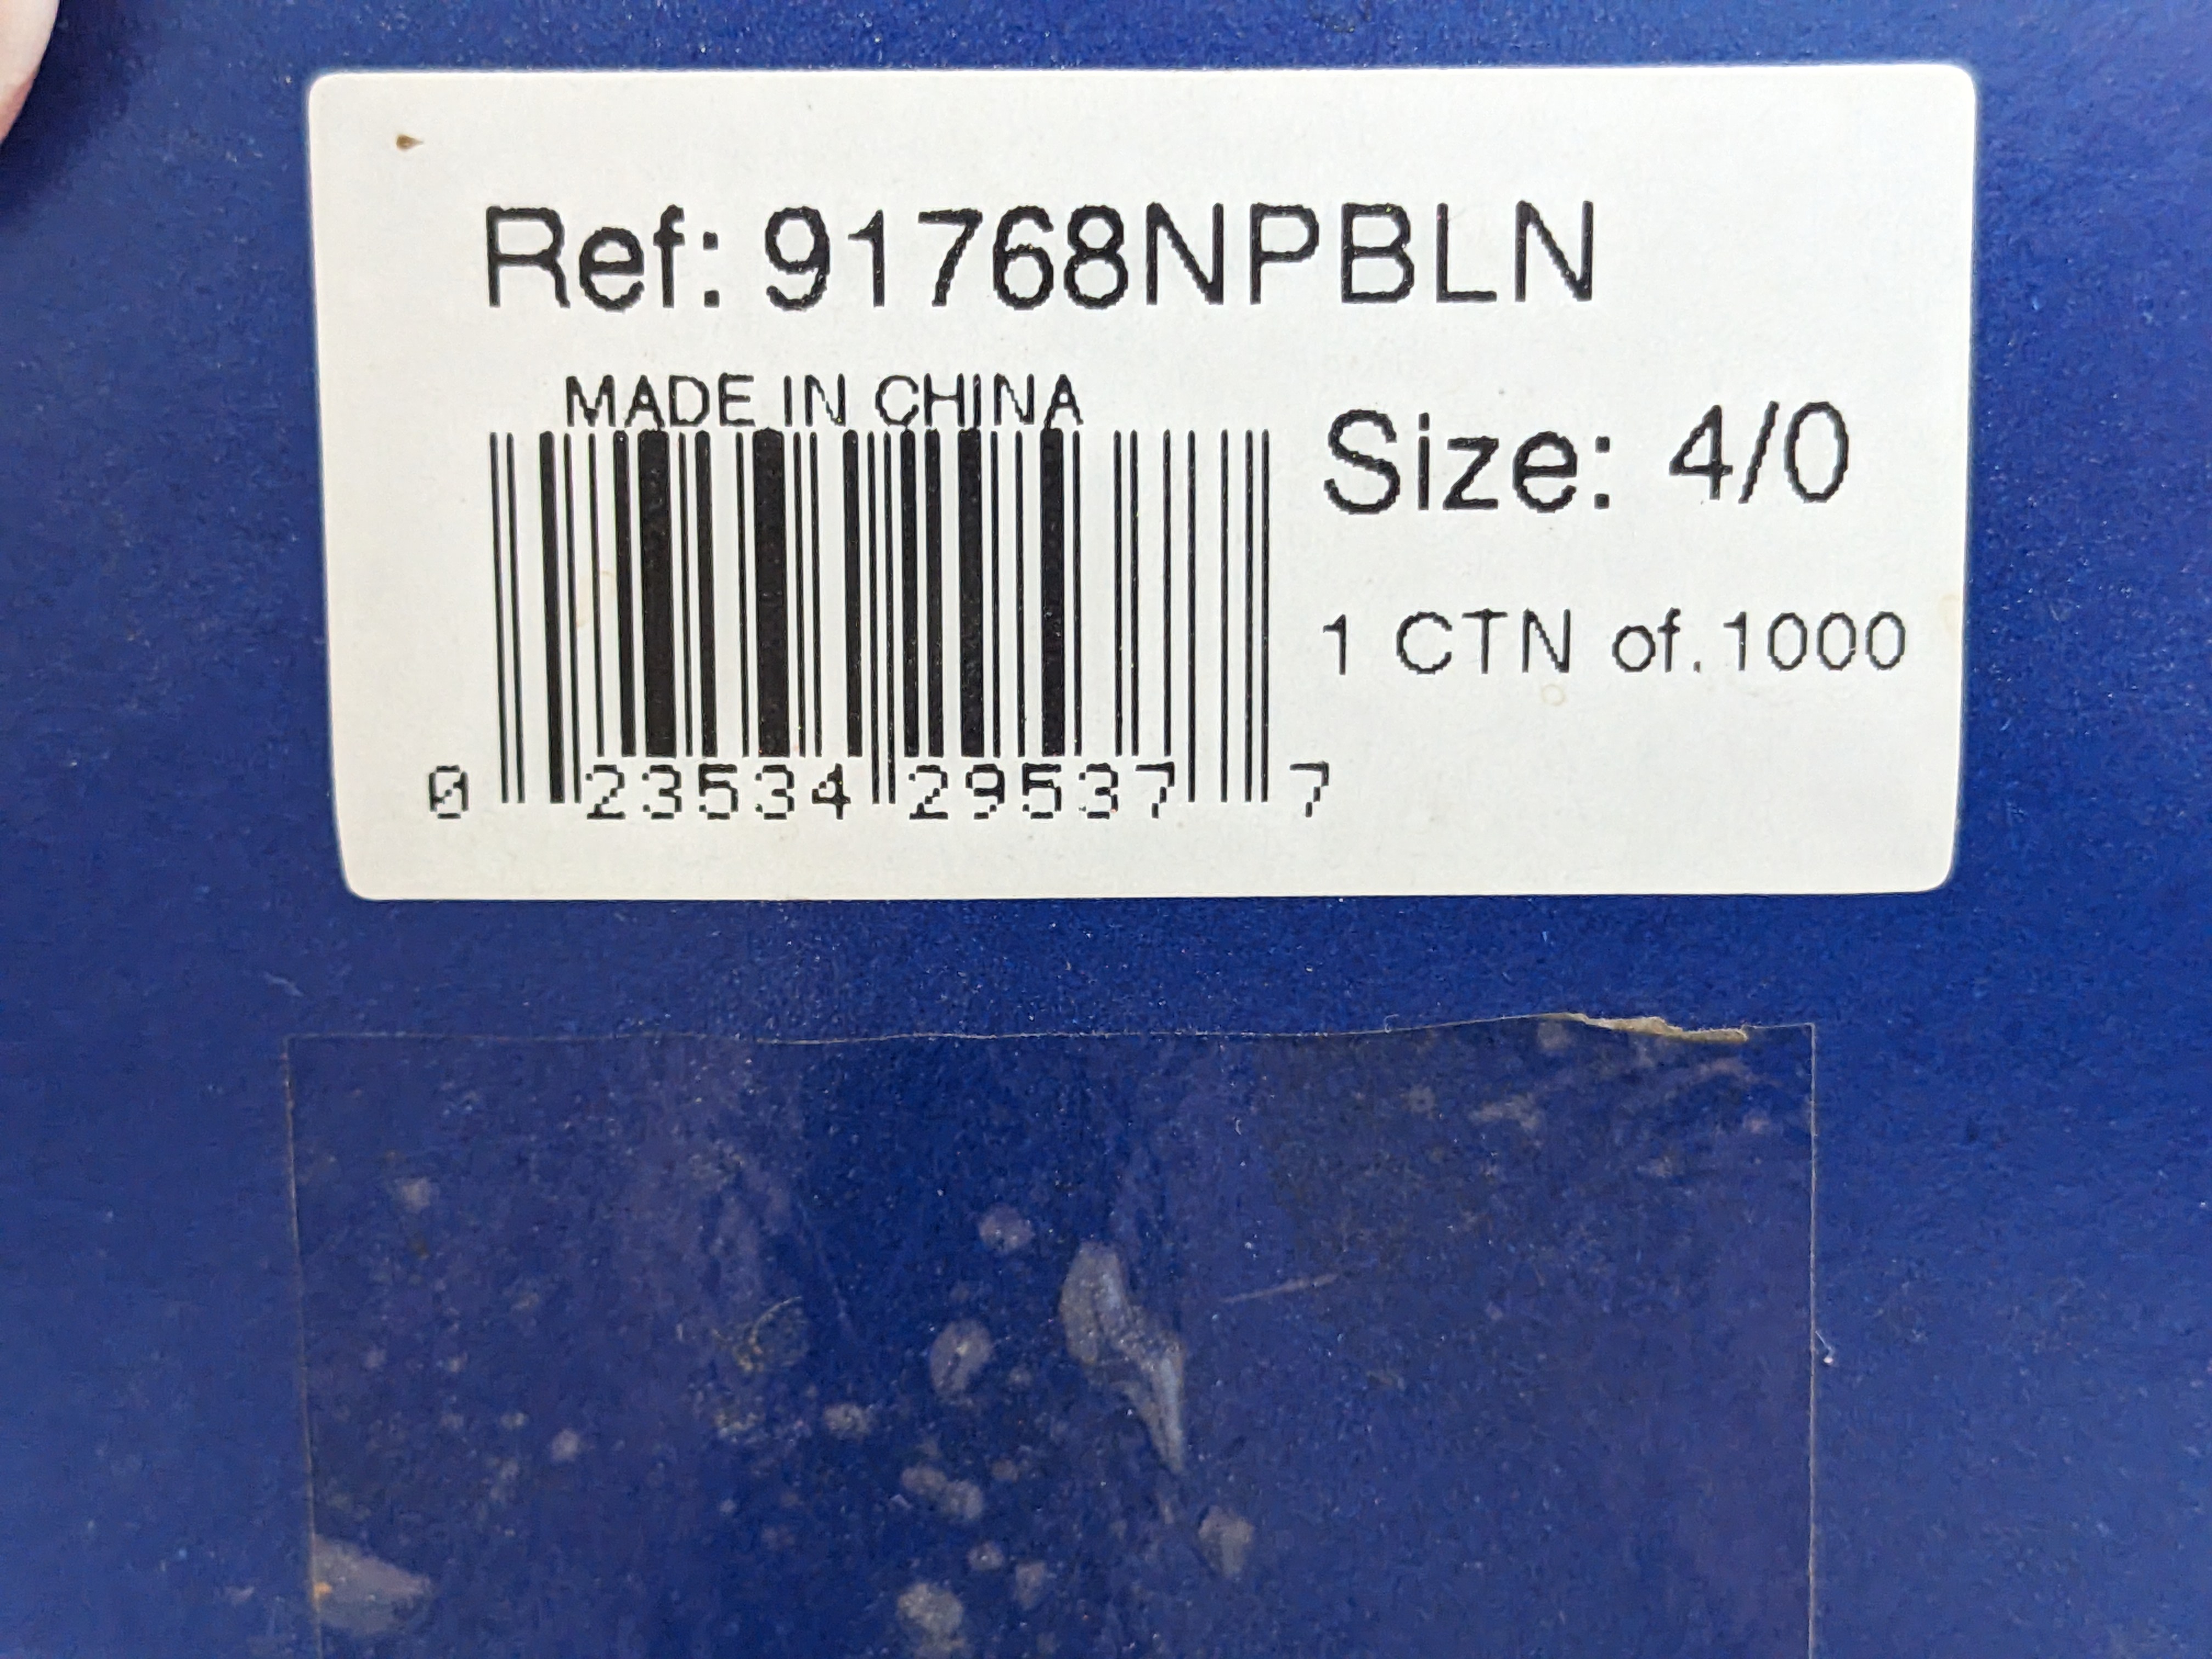 Ref: 91768NPBLN
MADE IN CHINA
Size: 4/0
1 CTN of.1000
0 23534 29537 7